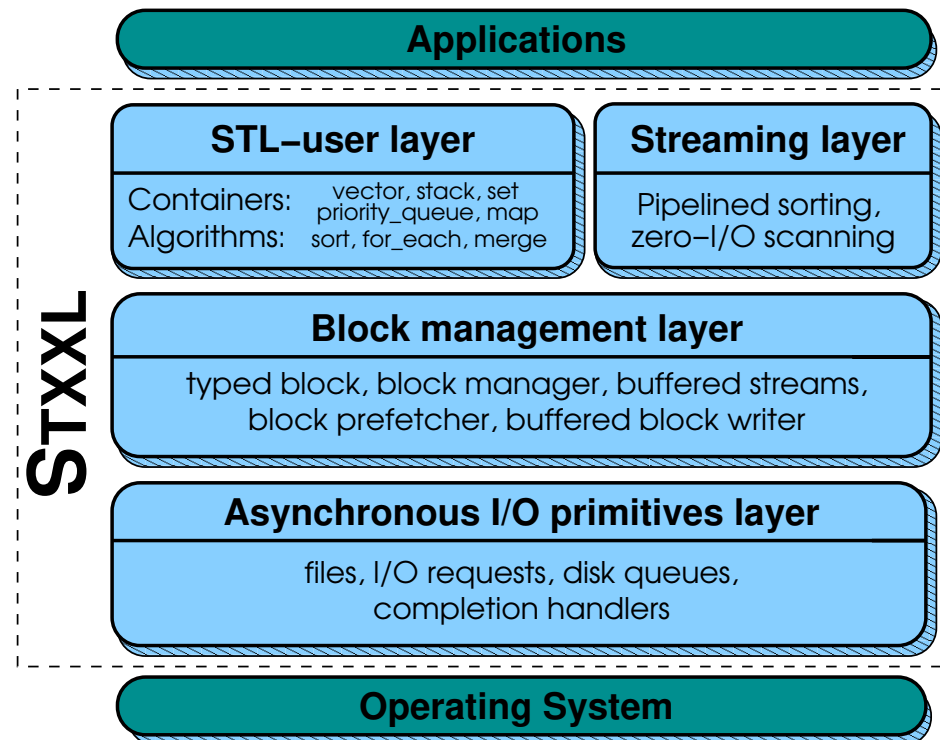 Applications
STXXL
STL–user layer
Containers: vector, stack, set
priority_queue, map
Algorithms: sort, for_each, merge
Streaming layer
Pipelined sorting,
zero–I/O scanning
Block management layer
typed block, block manager, buffered streams,
block prefetcher, buffered block writer
Asynchronous I/O primitives layer
files, I/O requests, disk queues,
completion handlers
Operating System